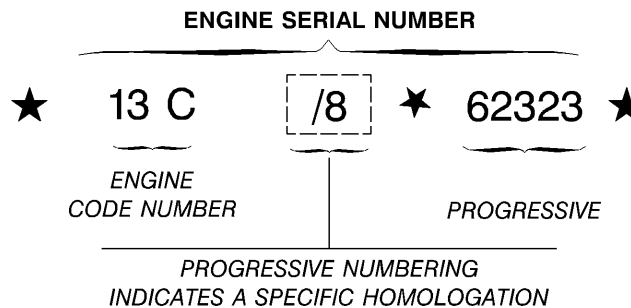 ENGINE SERIAL NUMBER
★ 13 C /8 ★ 62323 ★
ENGINE
CODE NUMBER
PROGRESSIVE
PROGRESSIVE NUMBERING
INDICATES A SPECIFIC HOMOLOGATION